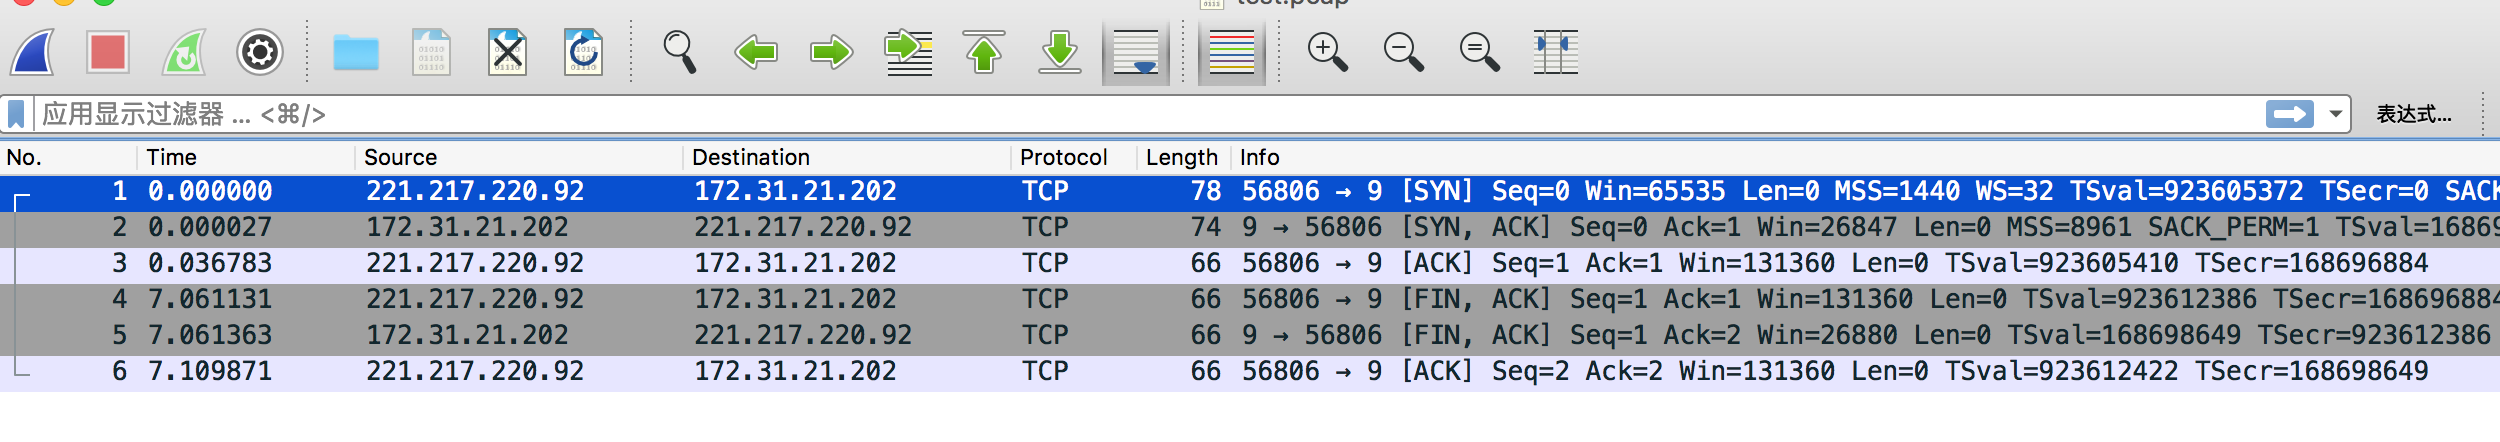 test.pcap
应用显示过滤器 ... <⌘/>
表达式...
No. Time Source Destination Protocol Length Info
1 0.000000 221.217.220.92 172.31.21.202 TCP 78 56806 → 9 [SYN] Seq=0 Win=65535 Len=0 MSS=1440 WS=32 TSval=923605372 TSecr=0 SACK
2 0.000027 172.31.21.202 221.217.220.92 TCP 74 9 → 56806 [SYN, ACK] Seq=0 Ack=1 Win=26847 Len=0 MSS=8961 SACK_PERM=1 TSval=16869
3 0.036783 221.217.220.92 172.31.21.202 TCP 66 56806 → 9 [ACK] Seq=1 Ack=1 Win=131360 Len=0 TSval=923605410 TSecr=168696884
4 7.061131 221.217.220.92 172.31.21.202 TCP 66 56806 → 9 [FIN, ACK] Seq=1 Ack=1 Win=131360 Len=0 TSval=923612386 TSecr=168696884
5 7.061363 172.31.21.202 221.217.220.92 TCP 66 9 → 56806 [FIN, ACK] Seq=1 Ack=2 Win=26880 Len=0 TSval=168698649 TSecr=923612386
6 7.109871 221.217.220.92 172.31.21.202 TCP 66 56806 → 9 [ACK] Seq=2 Ack=2 Win=131360 Len=0 TSval=923612422 TSecr=168698649